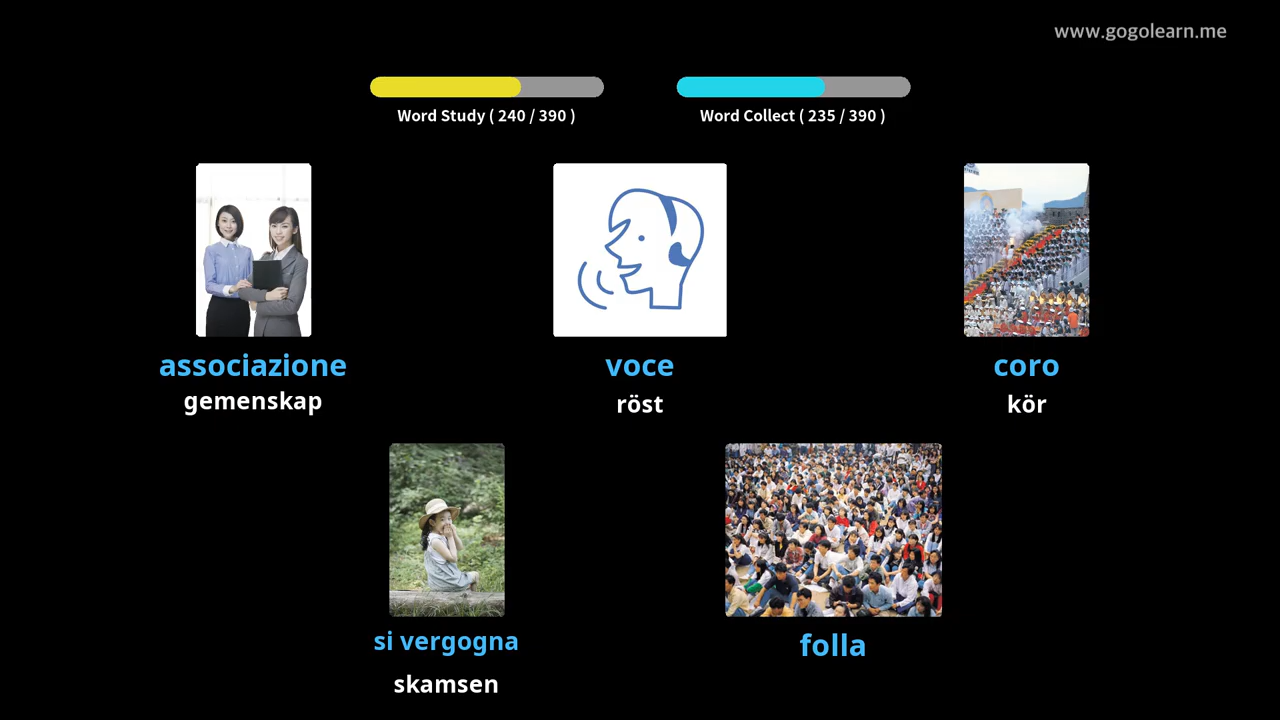 www.gogolearn.me
Word Study ( 240 / 390 )
Word Collect ( 235 / 390 )
associazione
gemenskap
voce
röst
coro
kör
si vergogna
skamsen
folla